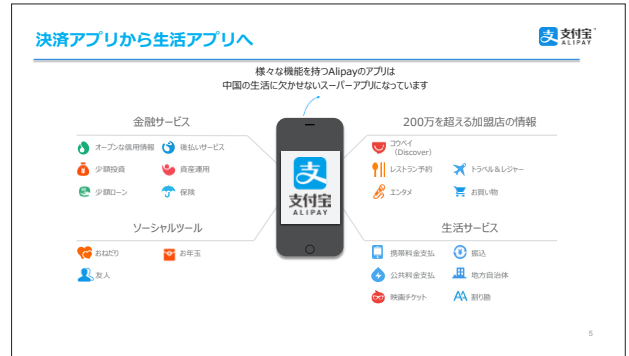 決済アプリから生活アプリへ
支付宝
ALIPAY
様々な機能を持つAlipayのアプリは
中国の生活に欠かせないスーパーアプリになっています
金融サービス
オープンな信用情報
後払いサービス
少額投資
資産運用
少額ローン
保険
200万を超える加盟店の情報
コウベイ
（Discover）
レストラン予約
トラベル＆レジャー
エンタメ
お買い物
支付宝
ALIPAY
ソーシャルツール
おねだり
お年玉
友人
生活サービス
携帯料金支払
振込
公共料金支払
地方自治体
映画チケット
割り勘
5